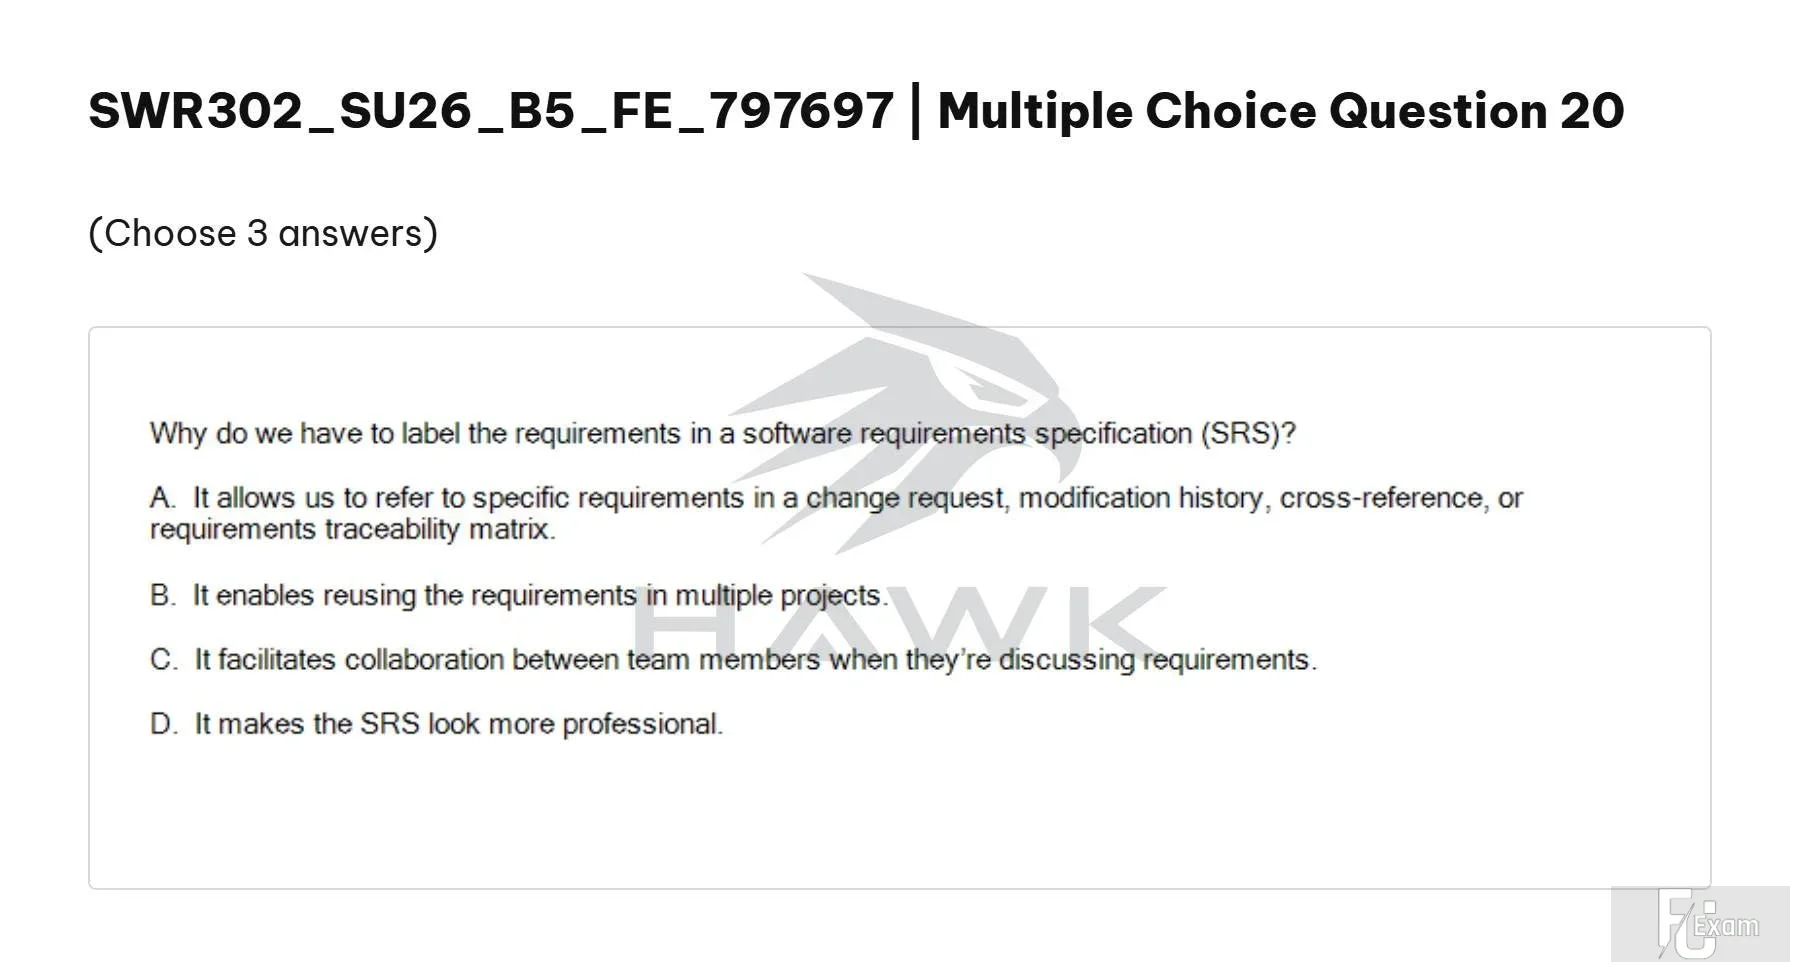 SWR302_SU26_B5_FE_797697 | Multiple Choice Question 20
(Choose 3 answers)
Why do we have to label the requirements in a software requirements specification (SRS)?
A. It allows us to refer to specific requirements in a change request, modification history, cross-reference, or
requirements traceability matrix.
B. It enables reusing the requirements in multiple projects.
HAWK
C. It facilitates collaboration between team members when they're discussing requirements.
D. It makes the SRS look more professional.
FU Exam